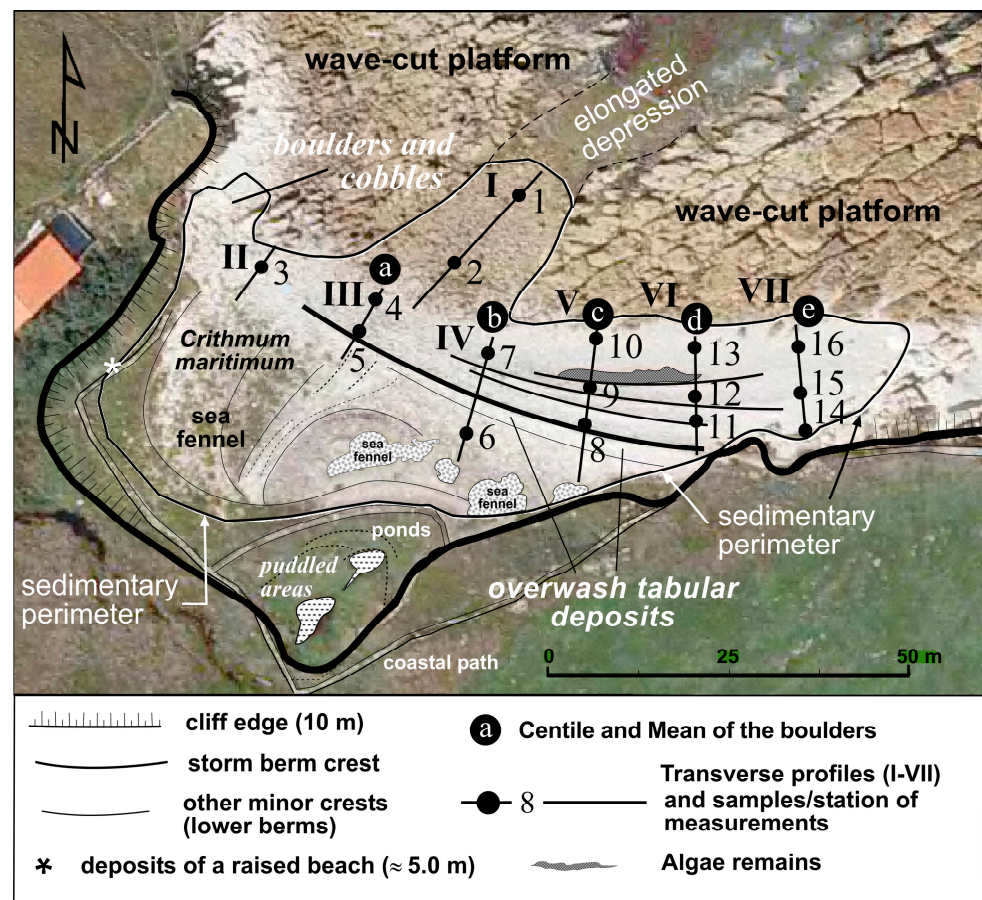 wave-cut platform
elongated
depression
N
boulders and
cobbles
I
1
wave-cut platform
2
II
3
a
III
4
5
Crithmum
maritimum
b
IV
7
6
V
c
10
9
8
VI
d
13
12
11
VII
e
16
15
14
*
sea
fennel
sea
fennel
sea
fennel
ponds
puddled
areas
sedimentary
perimeter
sedimentary
perimeter
overwash tabular
deposits
coastal path
0 25 50 m
cliff edge (10 m)
storm berm crest
other minor crests
(lower berms)
* deposits of a raised beach (≈ 5.0 m)
a Centile and Mean of the boulders
8 Transverse profiles (I-VII)
and samples/station of
measurements
Algae remains